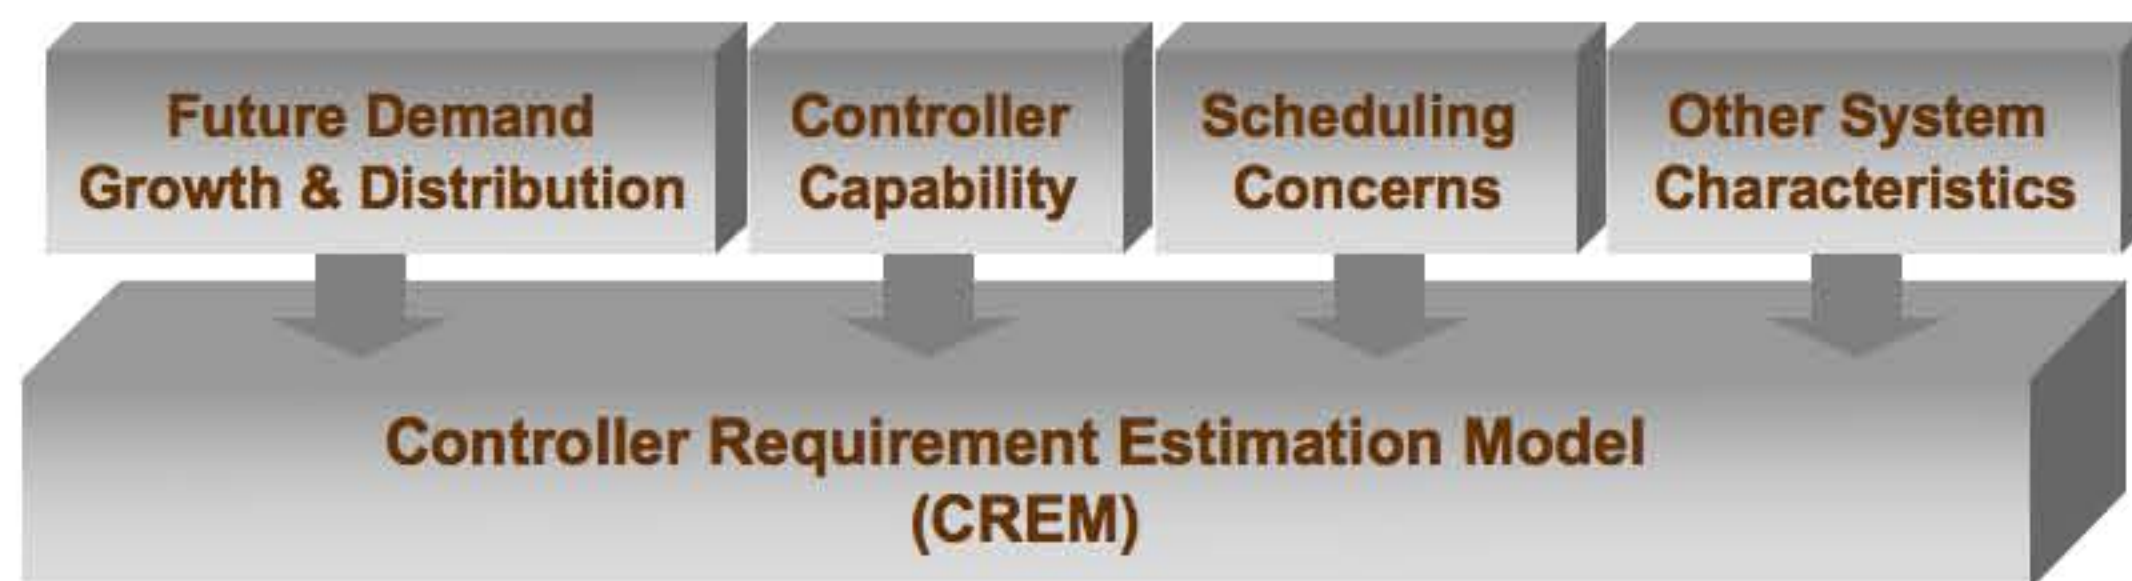 Future Demand
Growth & Distribution
Controller
Capability
Scheduling
Concerns
Other System
Characteristics
Controller Requirement Estimation Model
(CREM)